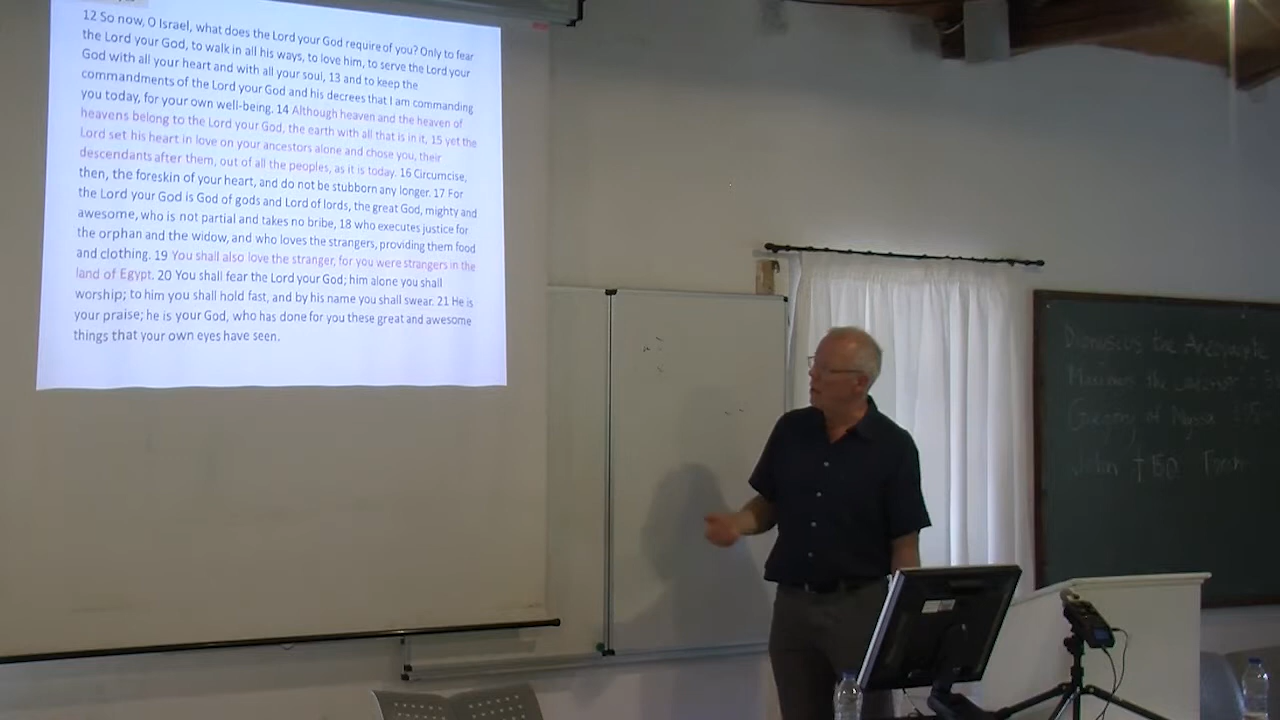 12 So now, O Israel, what does the Lord your God require of you? Only to fear
the Lord your God, to walk in all his ways, to love him, to serve the Lord your
God with all your heart and with all your soul, 13 and to keep the
commandments of the Lord your God and his decrees that I am commanding
you today, for your own well-being. 14 Although heaven and the heaven of
heavens belong to the Lord your God, the earth with all that is in it, 15 yet the
Lord set his heart in love on your ancestors alone and chose you, their
descendants after them, out of all the peoples, as it is today. 16 Circumcise,
then, the foreskin of your heart, and do not be stubborn any longer. 17 For
the Lord your God is God of gods and Lord of lords, the great God, mighty and
awesome, who is not partial and takes no bribe, 18 who executes justice for
the orphan and the widow, and who loves the strangers, providing them food
and clothing. 19 You shall also love the stranger, for you were strangers in the
land of Egypt. 20 You shall fear the Lord your God; him alone you shall
worship; to him you shall hold fast, and by his name you shall swear. 21 He is
your praise; he is your God, who has done for you these great and awesome
things that your own eyes have seen.
Dionysius the Areopagite
Maximus the
Gregory of Nyssa
John